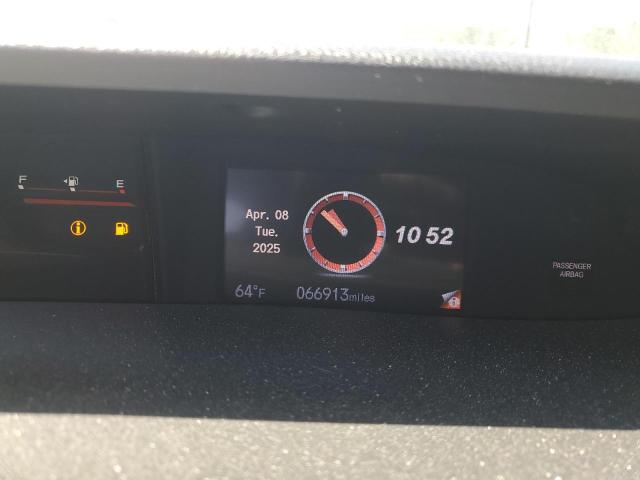 F E
Apr. 08
Tue.
2025
10 52
64°F 066913miles
PASSENGER
AIRBAG